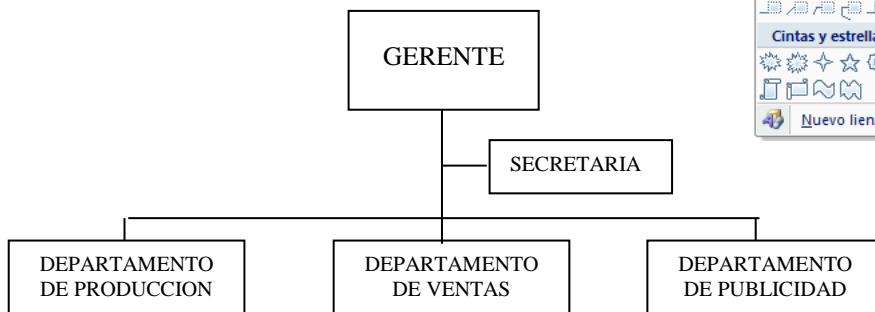 Cintas y estrella
GERENTE
Nuevo lien
SECRETARIA
DEPARTAMENTO
DE PRODUCCION
DEPARTAMENTO
DE VENTAS
DEPARTAMENTO
DE PUBLICIDAD